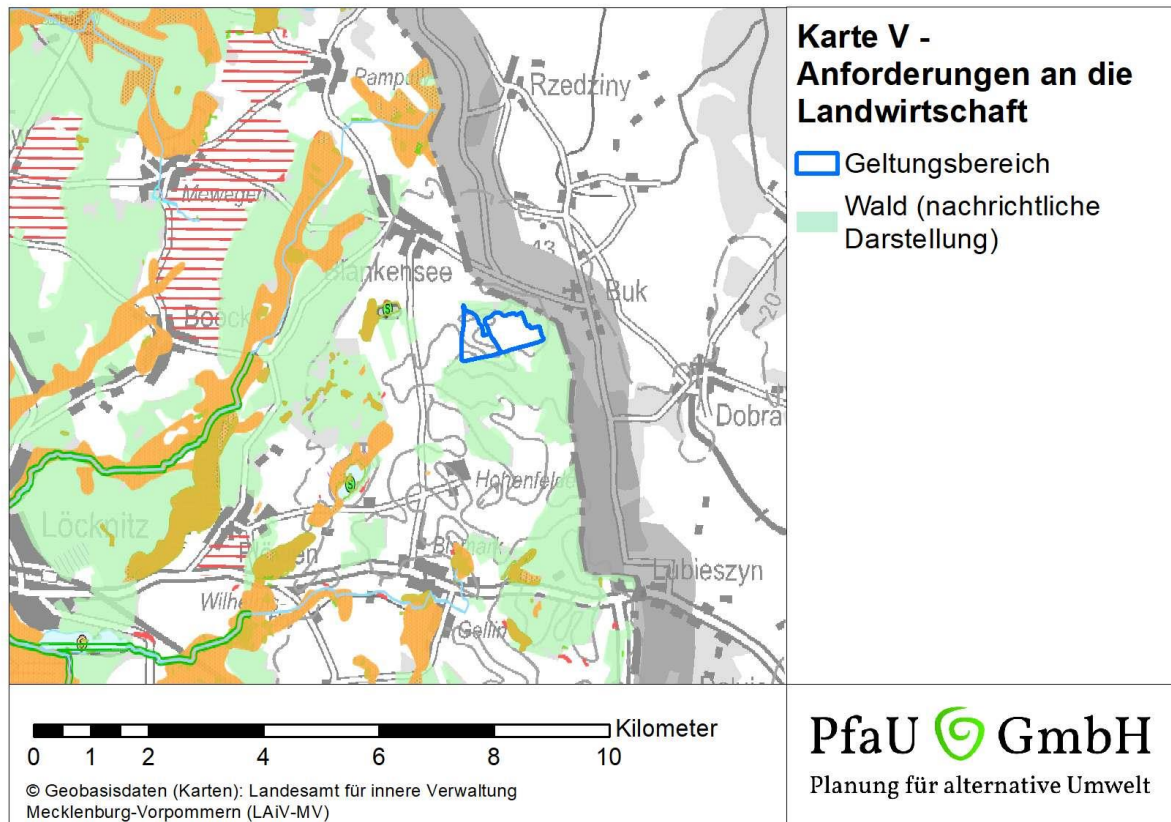 Karte V -
Anforderungen an die
Landwirtschaft
Geltungsbereich
Wald (nachrichtliche
Darstellung)
Rzedziny
Mewegen
43
Blankensee
Buk
Boock
20
Dobra
Hohenfelde
Löcknitz
Lubieszyn
Wilhelms-
Gellin
S
S
Kilometer
0 1 2 4 6 8 10
© Geobasisdaten (Karten): Landesamt für innere Verwaltung
Mecklenburg-Vorpommern (LAiV-MV)
PfaU GmbH
Planung für alternative Umwelt